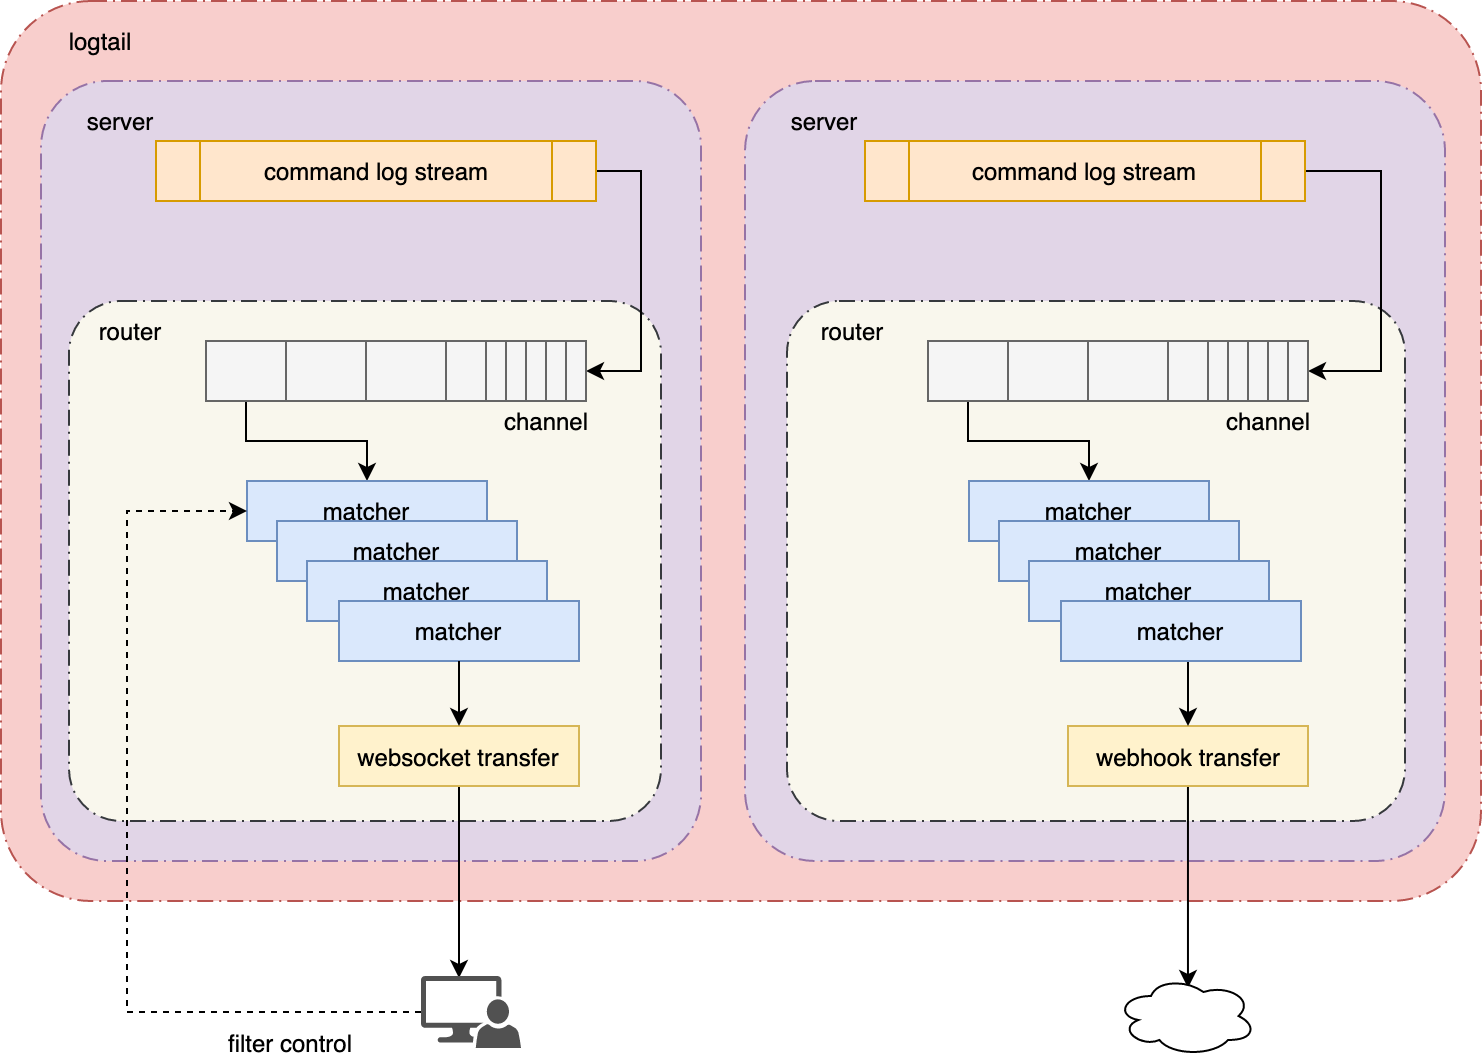 logtail
server
command log stream
router
channel
matcher
matcher
matcher
matcher
websocket transfer
filter control
server
command log stream
router
channel
matcher
matcher
matcher
matcher
webhook transfer